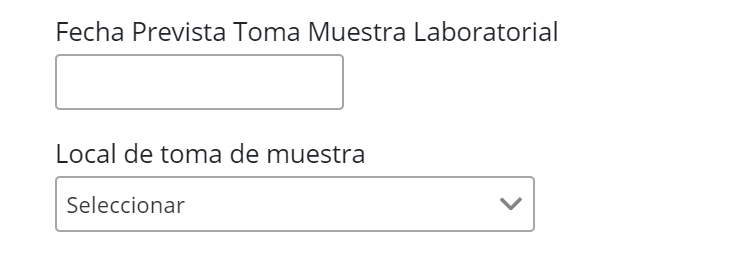 Fecha Prevista Toma Muestra Laboratorial
Local de toma de muestra
Seleccionar